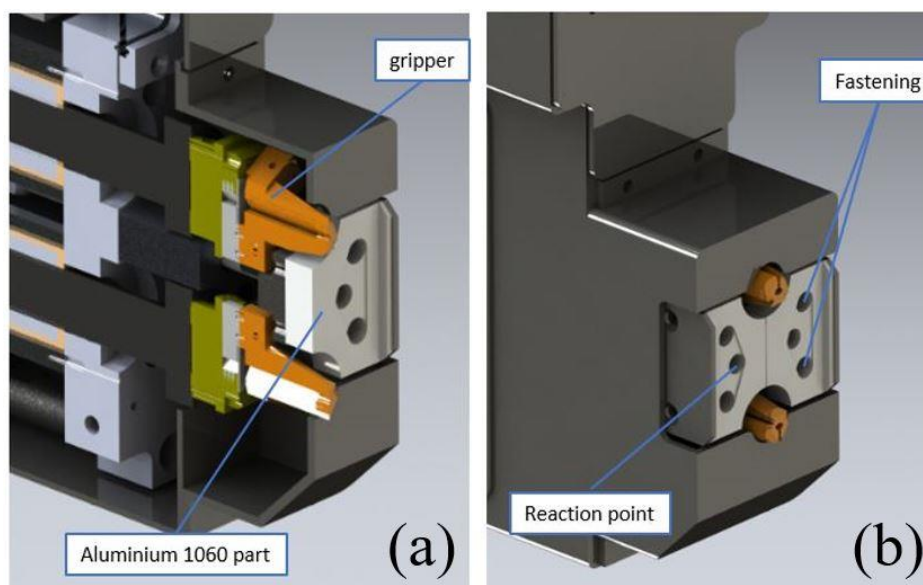 gripper
Aluminium 1060 part
(a)
Fastening
Reaction point
(b)